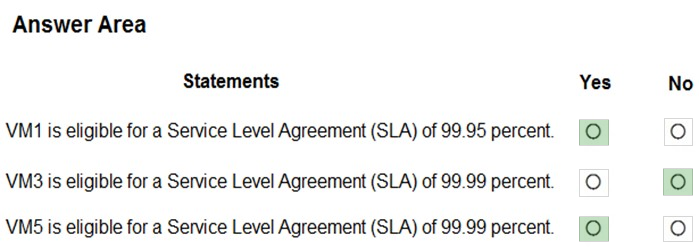 Answer Area
Statements Yes No
VM1 is eligible for a Service Level Agreement (SLA) of 99.95 percent.
VM3 is eligible for a Service Level Agreement (SLA) of 99.99 percent.
VM5 is eligible for a Service Level Agreement (SLA) of 99.99 percent.